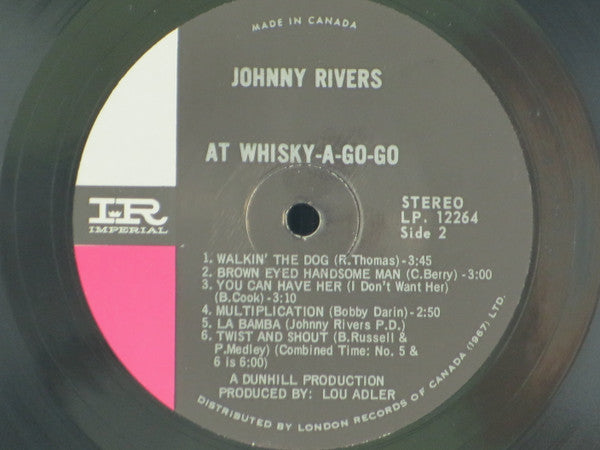 MADE IN CANADA
JOHNNY RIVERS
AT WHISKY-A-GO-GO
IR
IMPERIAL
STEREO
LP. 12264
Side 2
1. WALKIN' THE DOG (R.Thomas) -3:45
2. BROWN EYED HANDSOME MAN (C.Berry) -3:00
3. YOU CAN HAVE HER (I Don't Want Her)
(B.Cook) -3:10
4. MULTIPLICATION (Bobby Darin) -2:50
5. LA BAMBA (Johnny Rivers P.D.)
6. TWIST AND SHOUT (B.Russell &
P.Medley) (Combined Time: No. 5 &
6 is 6:00)
A DUNHILL PRODUCTION
PRODUCED BY: LOU ADLER
DISTRIBUTED BY LONDON RECORDS OF CANADA (1967) LTD.